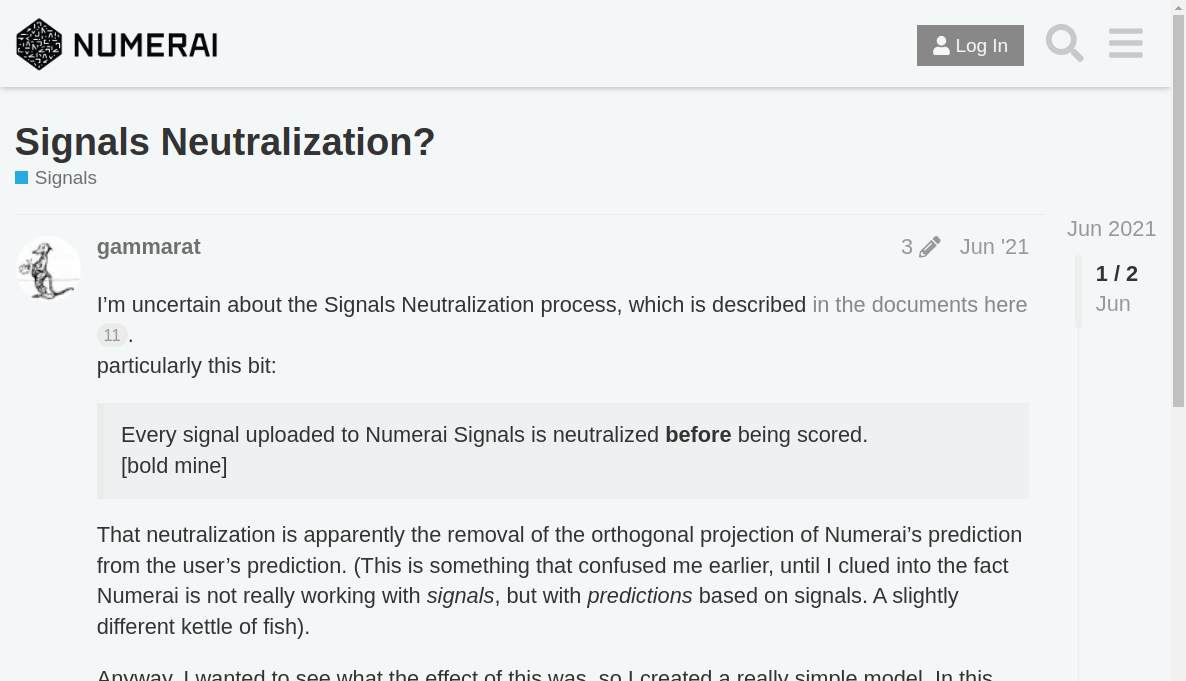 NUMERAI
Log In
Signals Neutralization?
Signals
gammarat
3
Jun '21
Jun 2021
1 / 2
Jun
I’m uncertain about the Signals Neutralization process, which is described in the documents here
11 .
particularly this bit:
Every signal uploaded to Numerai Signals is neutralized before being scored.
[bold mine]
That neutralization is apparently the removal of the orthogonal projection of Numerai’s prediction
from the user’s prediction. (This is something that confused me earlier, until I clued into the fact
Numerai is not really working with signals, but with predictions based on signals. A slightly
different kettle of fish).
Anyway, I wanted to see what the effect of this was, so I created a really simple model. In this